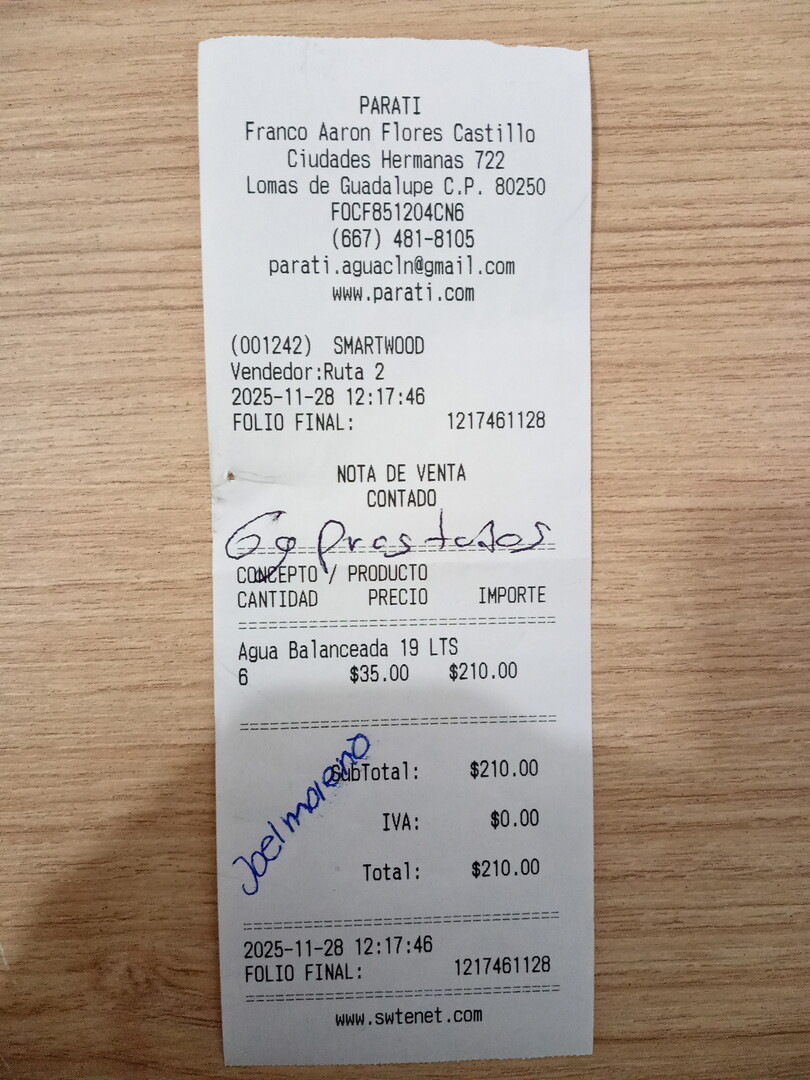 PARATI
Franco Aaron Flores Castillo
Ciudades Hermanas 722
Lomas de Guadalupe C.P. 80250
FOCF851204CN6
(667) 481-8105
parati.aguacln@gmail.com
www.parati.com
(001242) SMARTWOOD
Vendedor:Ruta 2
2025-11-28 12:17:46
FOLIO FINAL: 1217461128
NOTA DE VENTA
CONTADO
6g prestados
CONCEPTO / PRODUCTO
CANTIDAD PRECIO IMPORTE
Agua Balanceada 19 LTS
6 $35.00 $210.00
SubTotal: $210.00
IVA: $0.00
Total: $210.00
Joel moreno
2025-11-28 12:17:46
FOLIO FINAL: 1217461128
www.swtenet.com